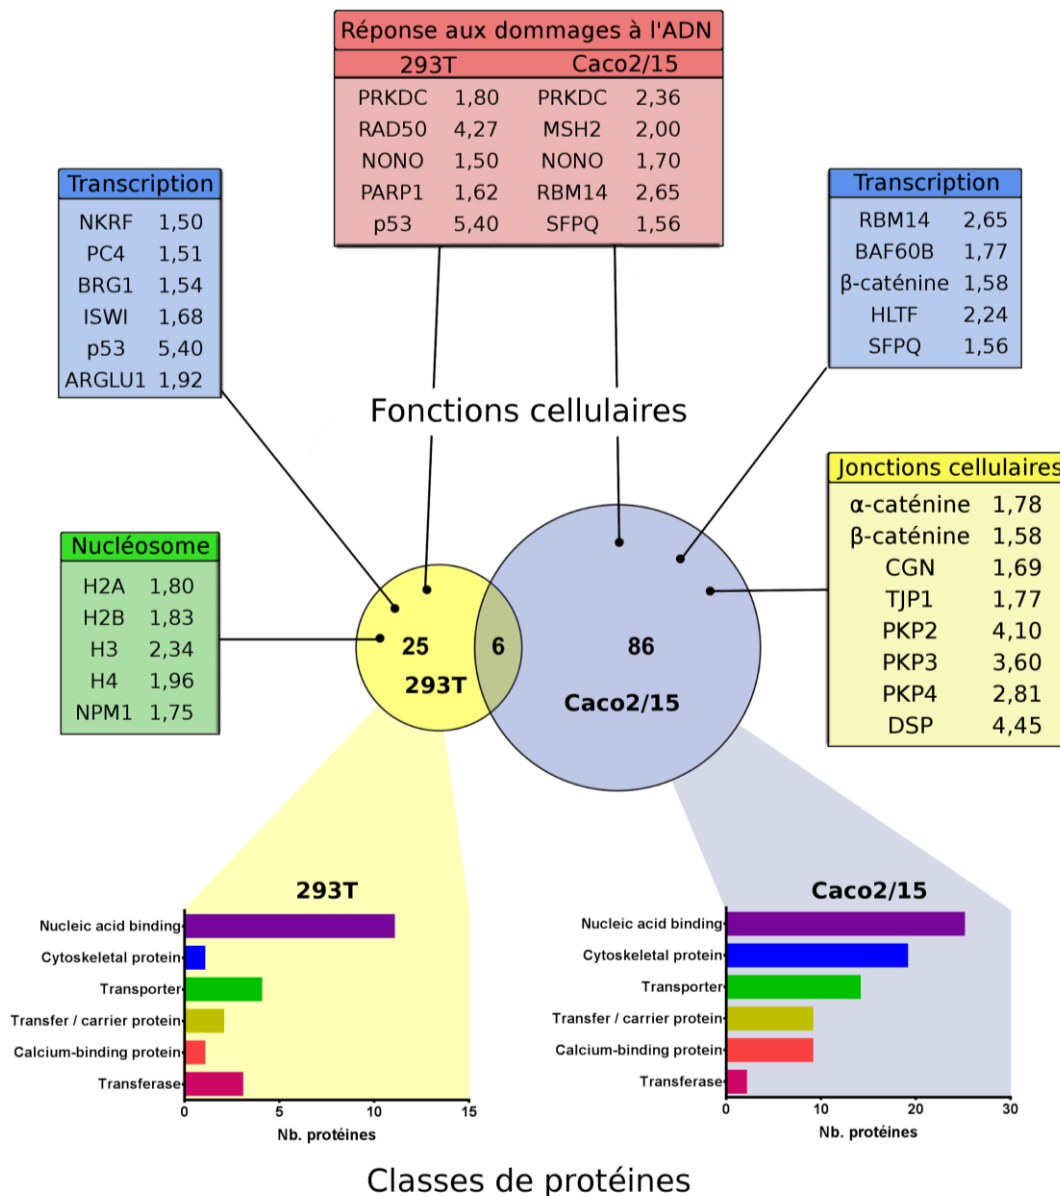 Réponse aux dommages à l'ADN
293T Caco2/15
PRKDC 1,80 PRKDC 2,36
RAD50 4,27 MSH2 2,00
NONO 1,50 NONO 1,70
PARP1 1,62 RBM14 2,65
p53 5,40 SFPQ 1,56
Transcription
NKRF 1,50
PC4 1,51
BRG1 1,54
ISWI 1,68
p53 5,40
ARGLU1 1,92
Transcription
RBM14 2,65
BAF60B 1,77
β-caténine 1,58
HLTF 2,24
SFPQ 1,56
Fonctions cellulaires
Jonctions cellulaires
α-caténine 1,78
β-caténine 1,58
CGN 1,69
TJP1 1,77
PKP2 4,10
PKP3 3,60
PKP4 2,81
DSP 4,45
Nucléosome
H2A 1,80
H2B 1,83
H3 2,34
H4 1,96
NPM1 1,75
25 6 86
293T
Caco2/15
293T
Nucleic acid binding
Cytoskeletal protein
Transporter
Transfer / carrier protein
Calcium-binding protein
Transferase
0 5 10 15
Nb. protéines
Caco2/15
Nucleic acid binding
Cytoskeletal protein
Transporter
Transfer / carrier protein
Calcium-binding protein
Transferase
0 10 20 30
Nb. protéines
Classes de protéines